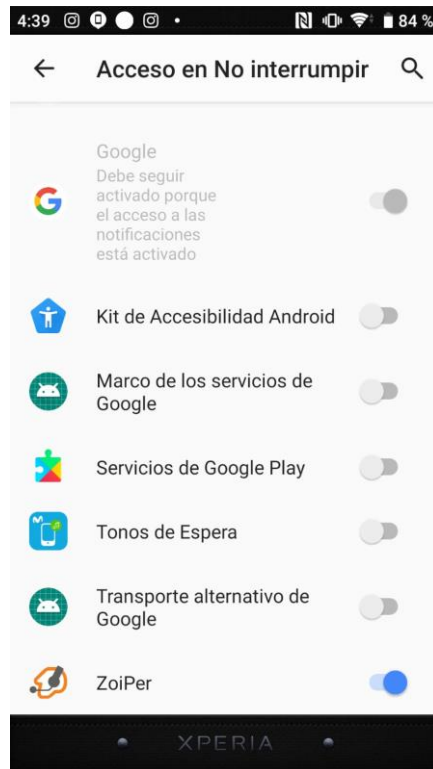 4:39 84 %
Acceso en No interrumpir
Google
Debe seguir
activado porque
el acceso a las
notificaciones
está activado
Kit de Accesibilidad Android
Marco de los servicios de
Google
Servicios de Google Play
Tonos de Espera
Transporte alternativo de
Google
ZoiPer
XPERIA